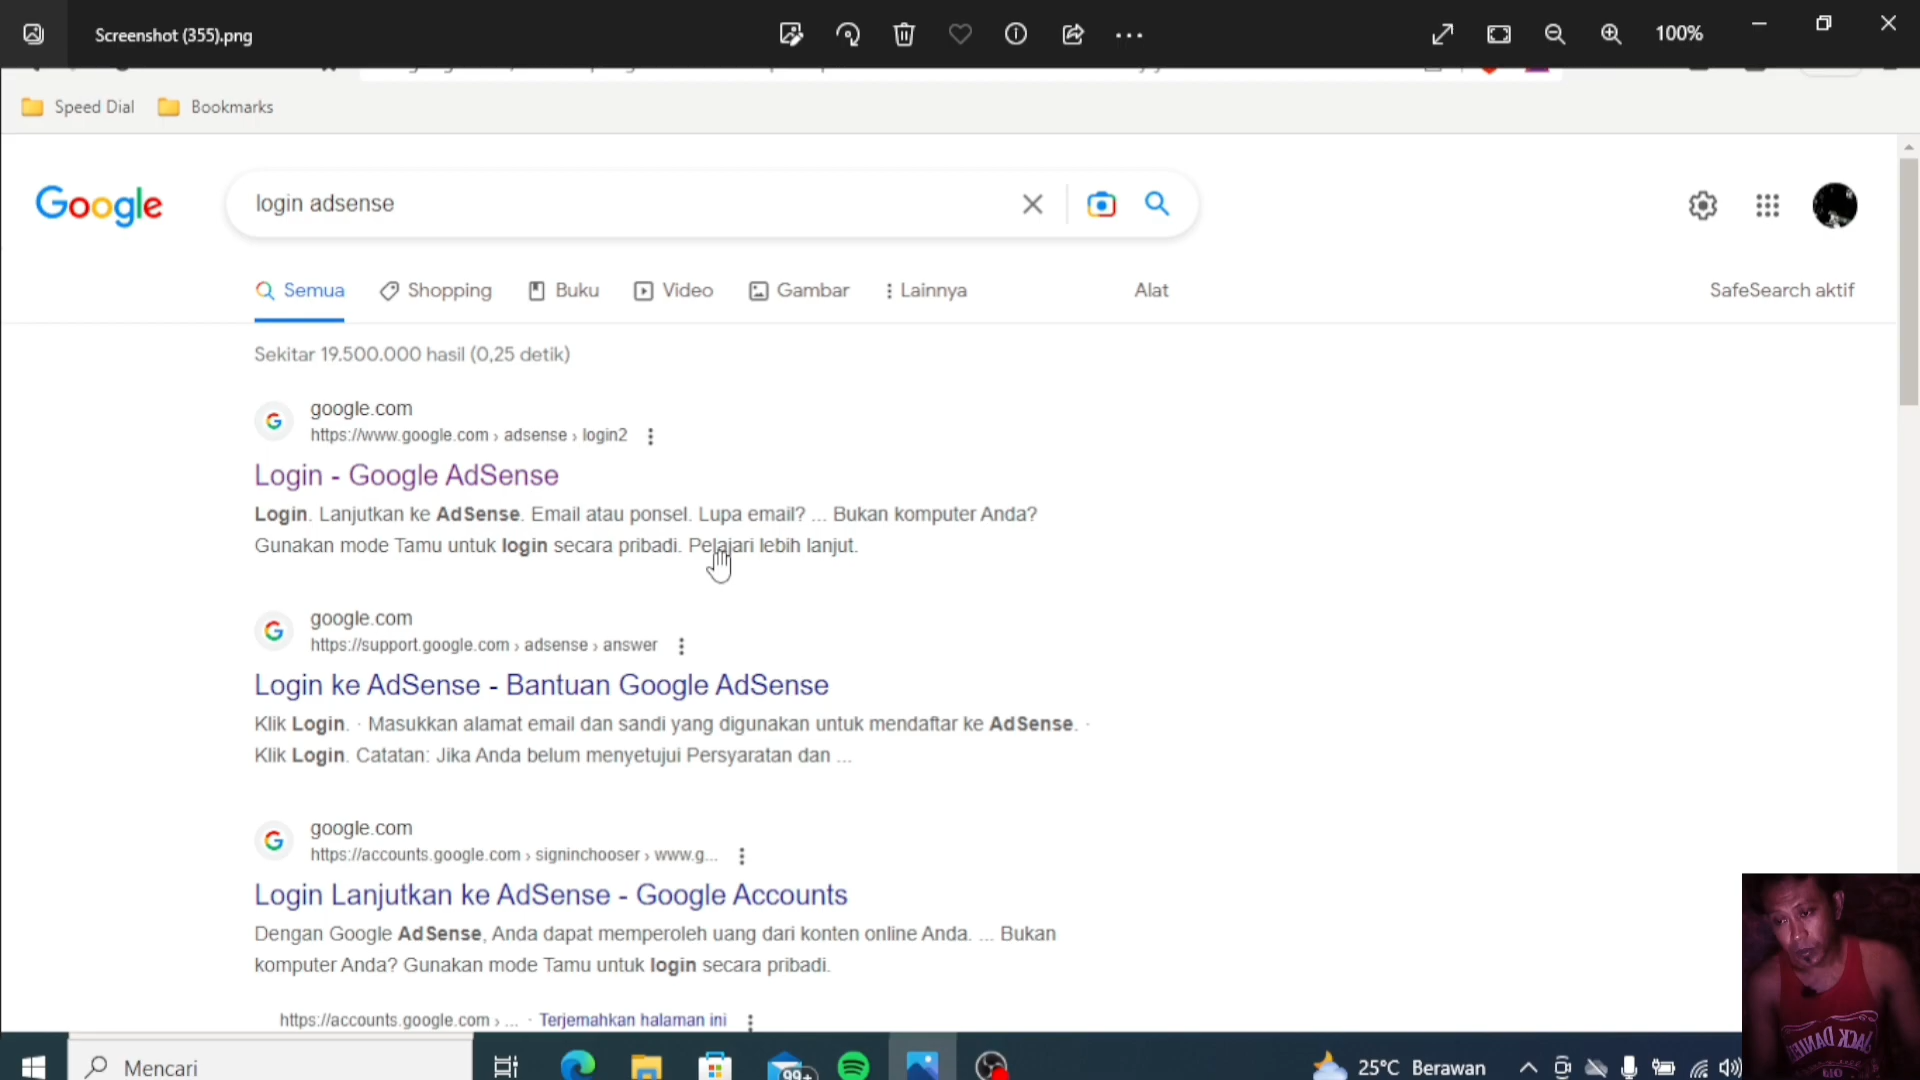 Screenshot (355).png
100%
Speed Dial
Bookmarks
Google
login adsense
Semua
Shopping
Buku
Video
Gambar
Lainnya
Alat
SafeSearch aktif
Sekitar 19.500.000 hasil (0,25 detik)
google.com
https://www.google.com › adsense › login2
Login - Google AdSense
Login. Lanjutkan ke AdSense. Email atau ponsel. Lupa email? ... Bukan komputer Anda?
Gunakan mode Tamu untuk login secara pribadi. Pelajari lebih lanjut.
google.com
https://support.google.com › adsense › answer
Login ke AdSense - Bantuan Google AdSense
Klik Login. · Masukkan alamat email dan sandi yang digunakan untuk mendaftar ke AdSense. ·
Klik Login. Catatan: Jika Anda belum menyetujui Persyaratan dan ...
google.com
https://accounts.google.com › signinchooser › www.g...
Login Lanjutkan ke AdSense - Google Accounts
Dengan Google AdSense, Anda dapat memperoleh uang dari konten online Anda. ... Bukan
komputer Anda? Gunakan mode Tamu untuk login secara pribadi.
https://accounts.google.com › ... · Terjemahkan halaman ini
Mencari
99+
25°C Berawan